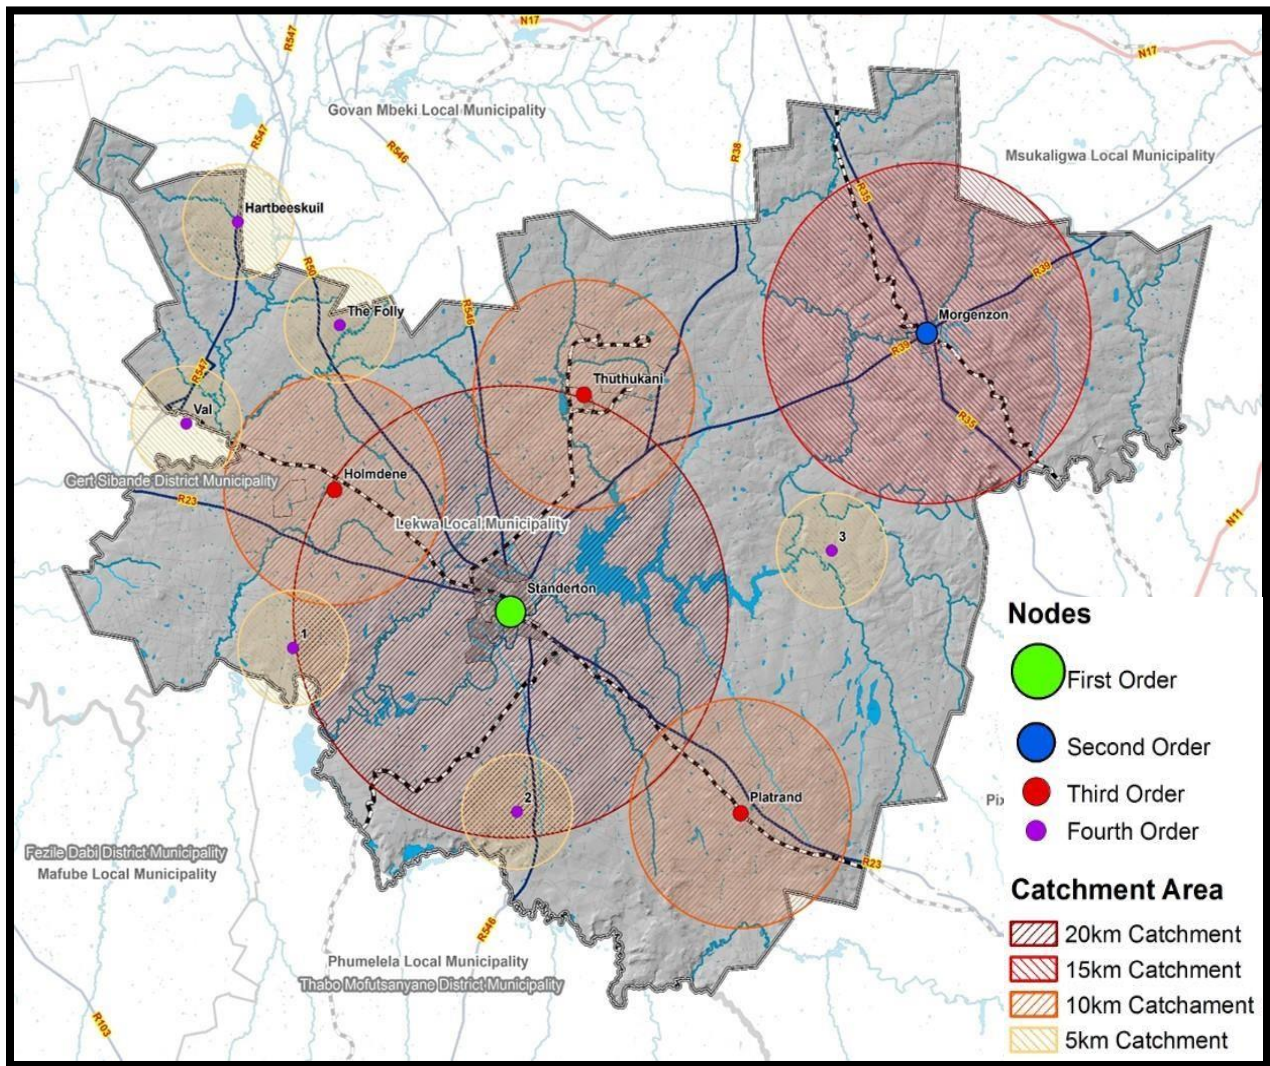 N17
R547
N17
Govan Mbeki Local Municipality
R547
R546
R38
Msukaligwa Local Municipality
R35
Hartbeeskuil
R50
R39
The Folly
R546
Morgenzon
R39
R547
Thuthukani
Val
R35
Holmdene
Gert Sibande District Municipality
R23
Lekwa Local Municipality
N11
3
Standerton
1
2
Platrand
R23
Fezile Dabi District Municipality
Mafube Local Municipality
R546
Phumelela Local Municipality
Thabo Mofutsanyane District Municipality
R103
Nodes
First Order
Second Order
Third Order
Fourth Order
Catchment Area
20km Catchment
15km Catchment
10km Catchament
5km Catchment